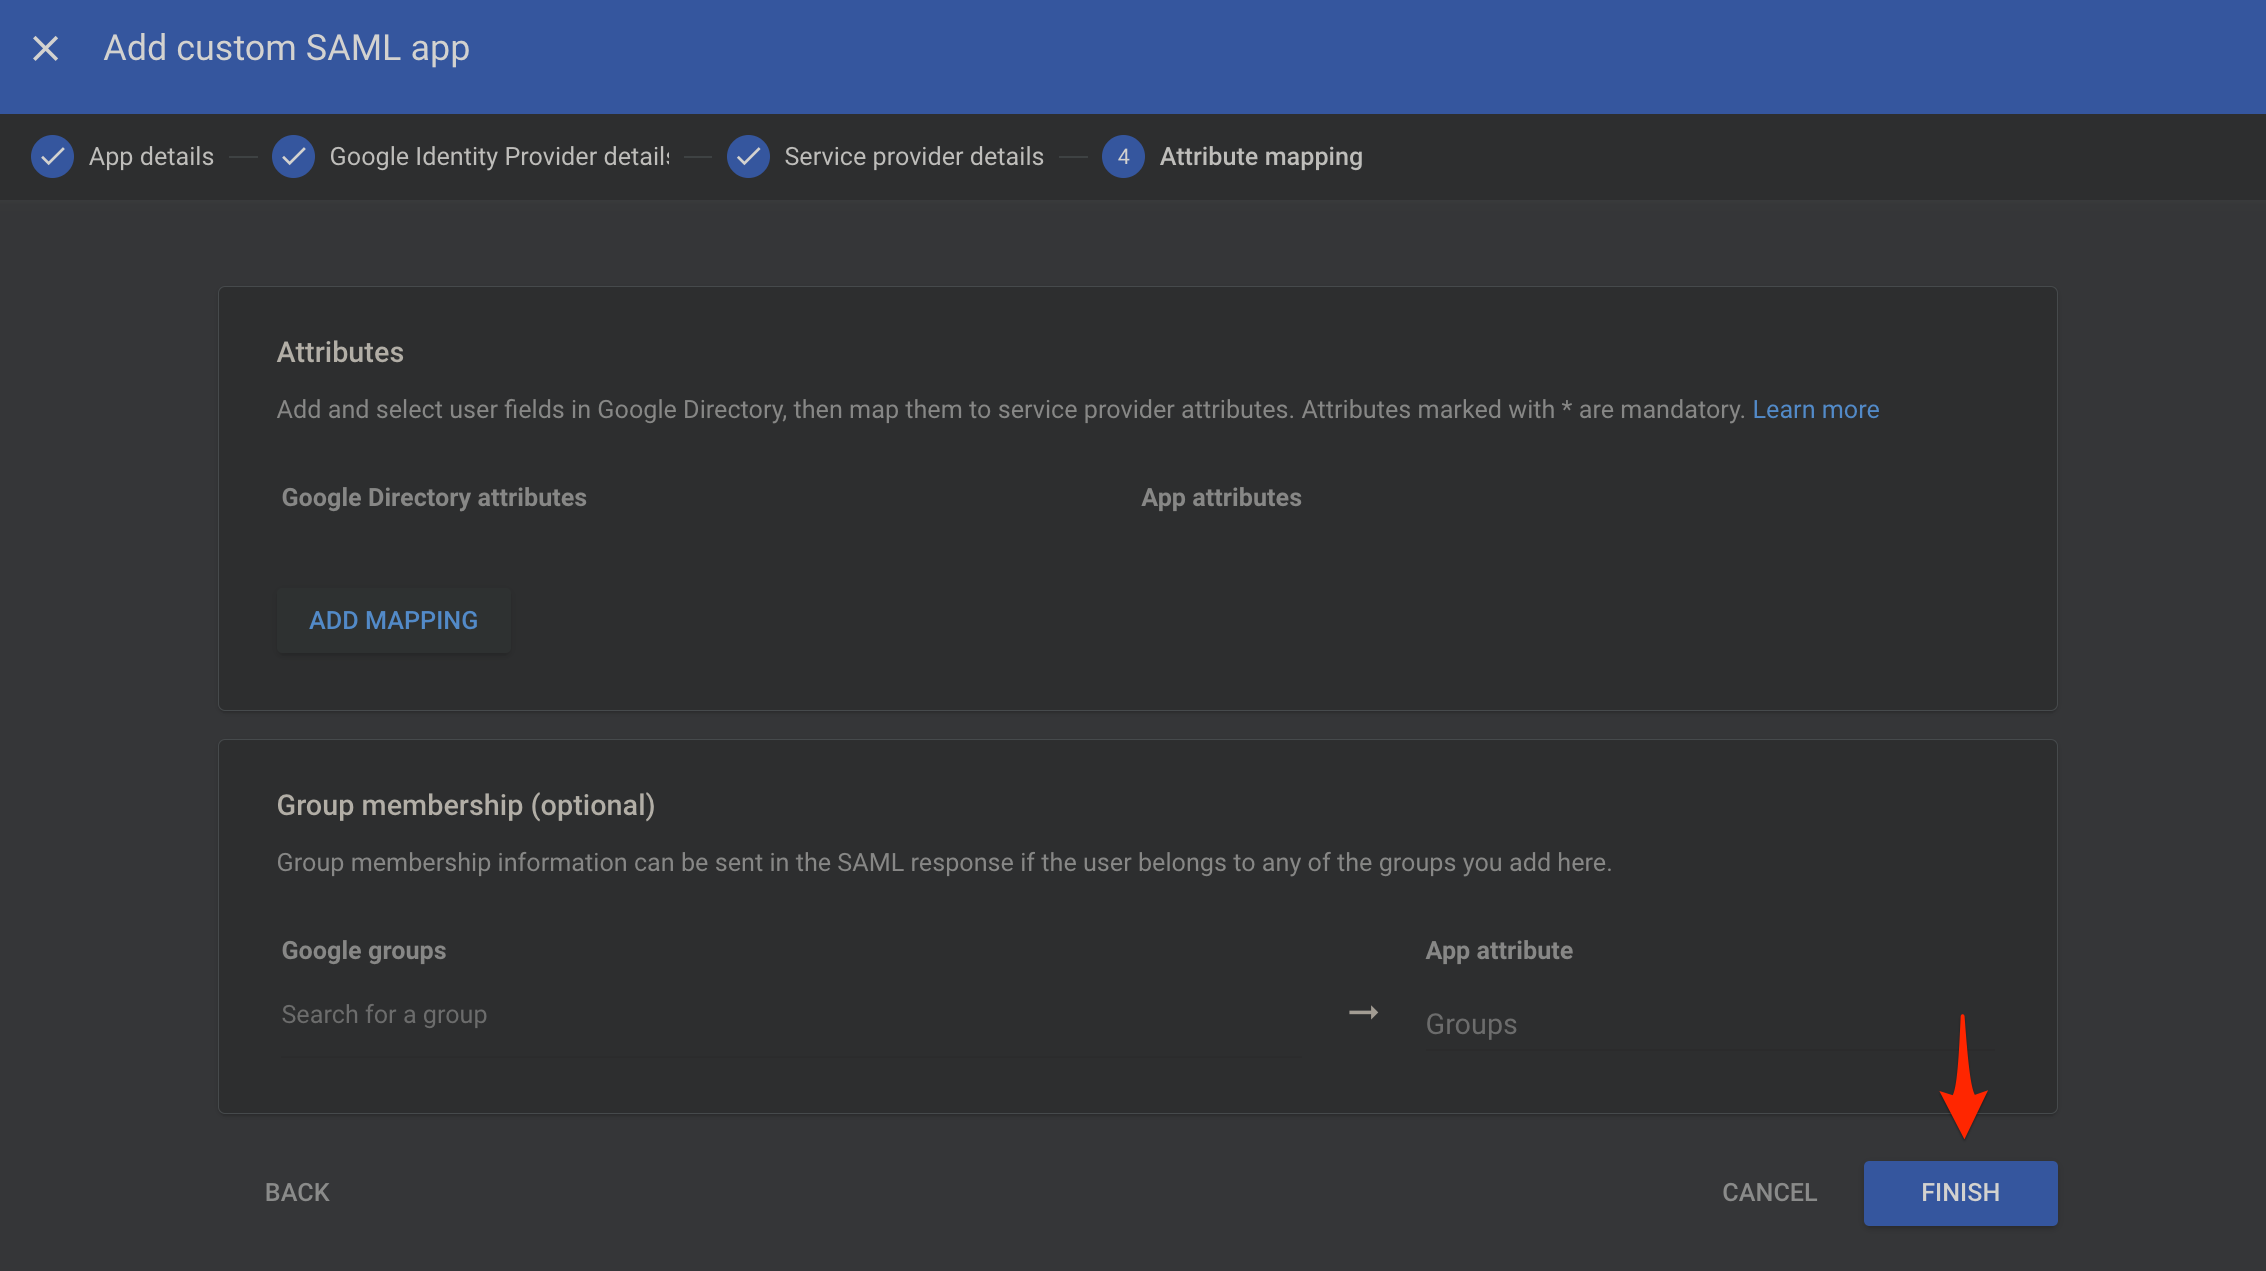 Add custom SAML app
App details
Google Identity Provider details
Service provider details
4 Attribute mapping
Attributes
Add and select user fields in Google Directory, then map them to service provider attributes. Attributes marked with * are mandatory. Learn more
Google Directory attributes
App attributes
ADD MAPPING
Group membership (optional)
Group membership information can be sent in the SAML response if the user belongs to any of the groups you add here.
Google groups
App attribute
Search for a group
Groups
BACK
CANCEL
FINISH